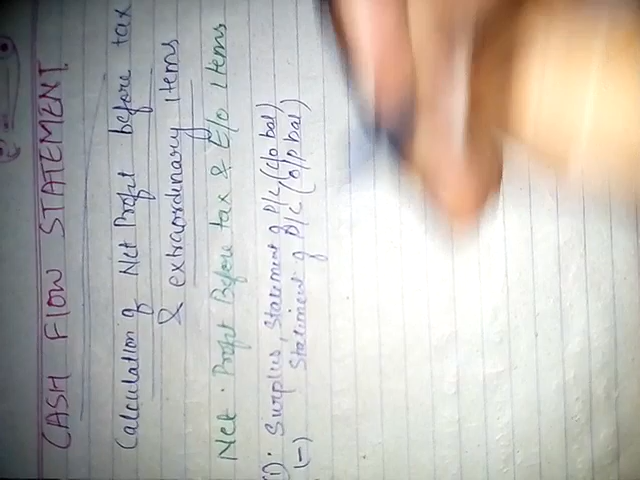 CASH FLOW STATEMENT
Calculation of Net Profit before tax
& extraordinary items
Net Profit Before tax & E/o Items
(i). Surplus, Statement of P/L (C/o bal)
(-) Statement of P/L (o/p bal)